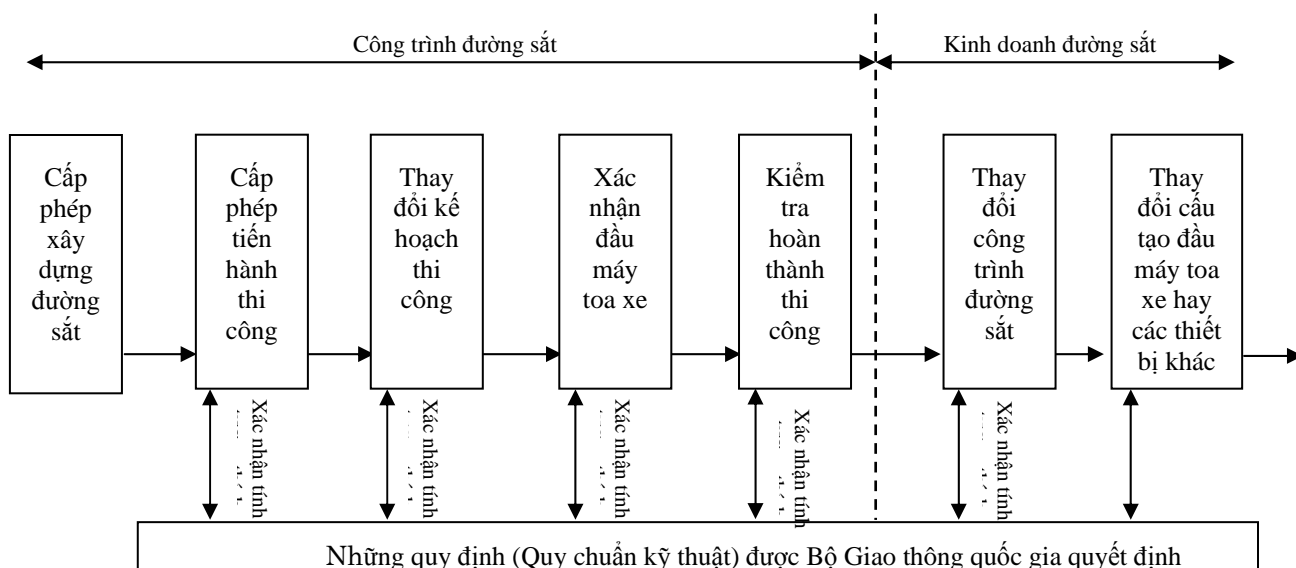 Công trình đường sắt
Kinh doanh đường sắt
Cấp
phép
xây
dựng
đường
sắt
Cấp
phép
tiến
hành
thi
công
Thay
đổi kế
hoạch
thi
công
Xác
nhận
đầu
máy
toa xe
Kiểm
tra
hoàn
thành
thi
công
Thay
đổi
công
trình
đường
sắt
Thay
đổi cấu
tạo đầu
máy toa
xe hay
các thiết
bị khác
Xác nhận tính
Xác nhận tính
Xác nhận tính
Xác nhận tính
Xác nhận tính
Những quy định (Quy chuẩn kỹ thuật) được Bộ Giao thông quốc gia quyết định